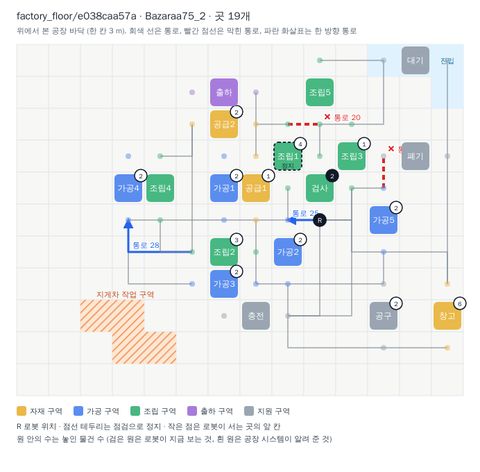 factory_floor/e038caa57a · Bazaraa75_2 · 곳 19개
위에서 본 공장 바닥 (한 칸 3 m). 회색 선은 통로, 빨간 점선은 막힌 통로, 파란 화살표는 한 방향 통로
대기
조립
출하
조립5
2
공급2
통로 20
4
1
통
조립1
정지
조립3
폐기
2
2
1
2
가공4
조립4
가공1
공급1
검사
2
통로 25
R
가공5
통로 28
3
2
조립2
가공2
2
가공3
지게차 작업 구역
2
6
충전
공구
창고
자재 구역
가공 구역
조립 구역
출하 구역
지원 구역
R 로봇 위치 · 점선 테두리는 점검으로 정지 · 작은 점은 로봇이 서는 곳의 앞 칸
원 안의 수는 놓인 물건 수 (검은 원은 로봇이 지금 보는 것, 흰 원은 공장 시스템이 알려 준 것)